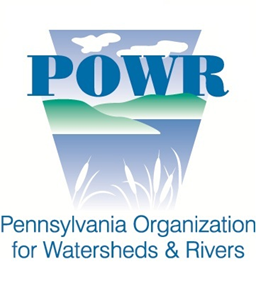 POWR
Pennsylvania Organization
for Watersheds & Rivers